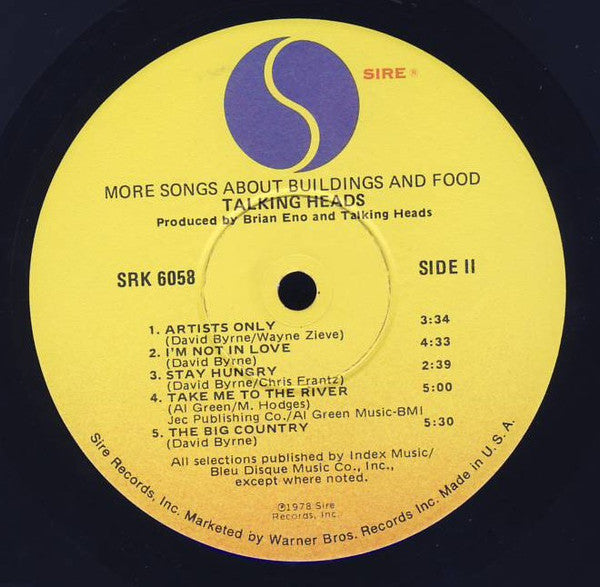 SIRE ®
MORE SONGS ABOUT BUILDINGS AND FOOD
TALKING HEADS
Produced by Brian Eno and Talking Heads
SRK 6058 SIDE II
1. ARTISTS ONLY 3:34
(David Byrne/Wayne Zieve)
2. I'M NOT IN LOVE 4:33
(David Byrne)
3. STAY HUNGRY 2:39
(David Byrne/Chris Frantz)
4. TAKE ME TO THE RIVER 5:00
(Al Green/M. Hodges)
Jec Publishing Co./Al Green Music-BMI
5. THE BIG COUNTRY 5:30
(David Byrne)
All selections published by Index Music/
Bleu Disque Music Co., Inc.,
except where noted.
℗1978 Sire
Records, Inc.
Sire Records, Inc. Marketed by Warner Bros. Records Inc. Made in U.S.A.